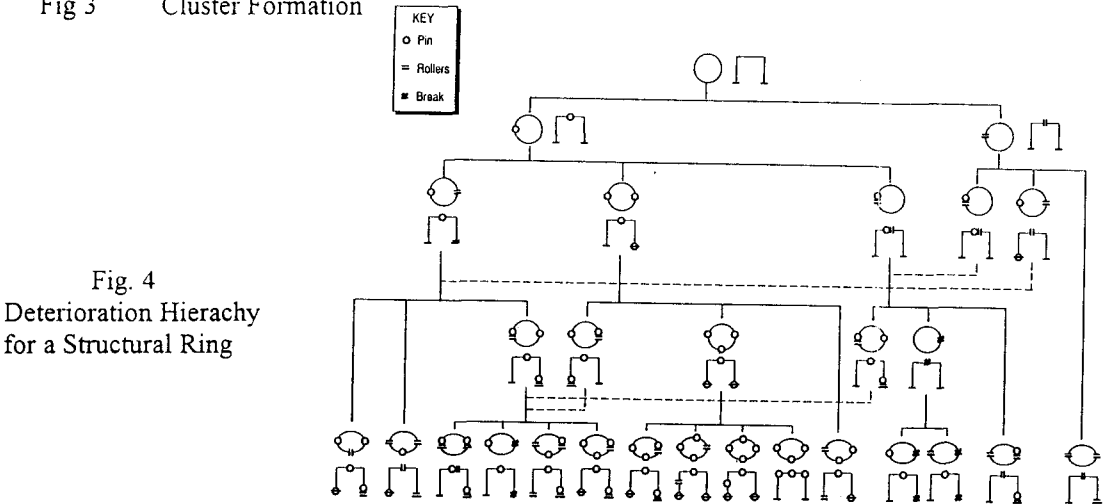 Fig 3 Cluster Formation
KEY
Pin
Rollers
Break
Fig. 4
Deterioration Hierachy
for a Structural Ring